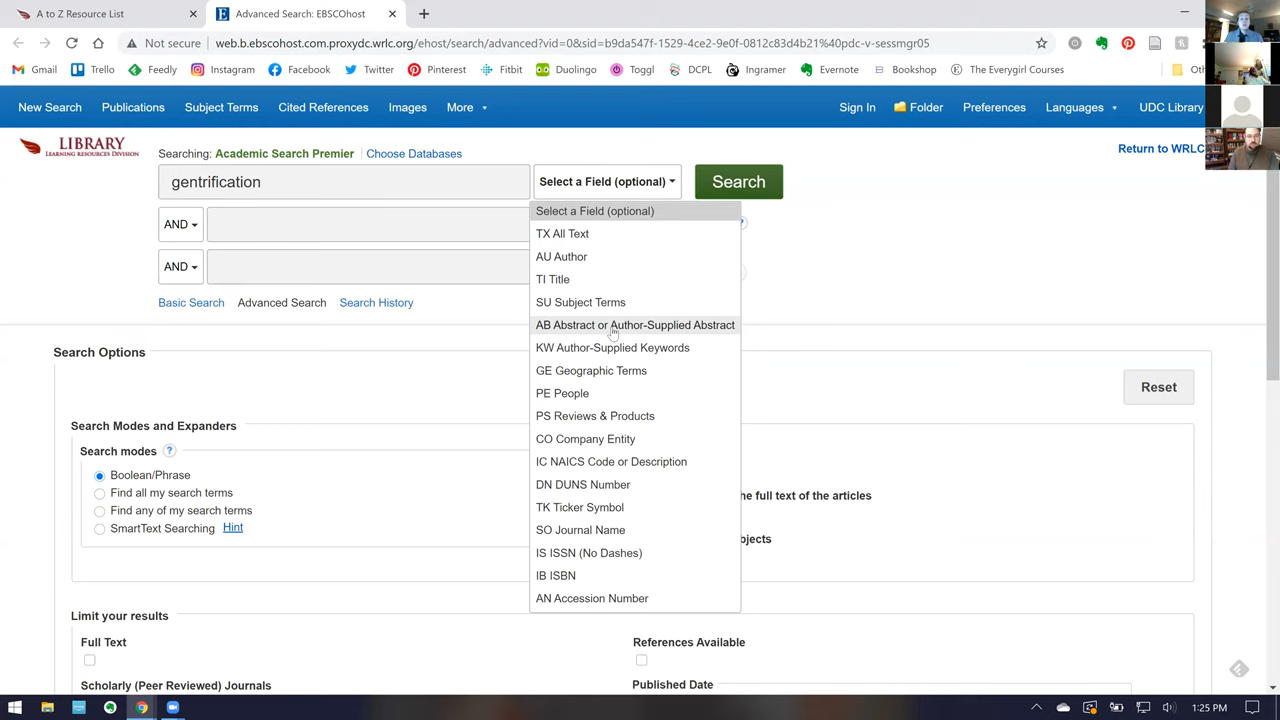 A to Z Resource List
Advanced Search: EBSCOhost
Not secure
web.b.ebscohost.com.proxydc.wrlc.org/ehost/search/advanced?vid=0&sid=b9da547f-1529-4ce2-9e0f-0812c83d4b21%40pdc-v-sessmgr05
Gmail Trello Feedly Instagram Facebook Twitter Pinterest Fitbit Duolingo Toggl DCPL Ingramer Evernote Bookshop The Everygirl Courses
New Search Publications Subject Terms Cited References Images More Sign In Folder Preferences Languages UDC Library
LIBRARY
LEARNING RESOURCES DIVISION
Searching: Academic Search Premier Choose Databases
Return to WRLC
gentrification Select a Field (optional) Search
Select a Field (optional)
AND
TX All Text
AU Author
AND
TI Title
Basic Search Advanced Search Search History
SU Subject Terms
AB Abstract or Author-Supplied Abstract
KW Author-Supplied Keywords
Search Options
GE Geographic Terms
Reset
PE People
PS Reviews & Products
Search Modes and Expanders
CO Company Entity
Search modes ?
IC NAICS Code or Description
Boolean/Phrase
DN DUNS Number
Find all my search terms
he full text of the articles
TK Ticker Symbol
Find any of my search terms
SO Journal Name
SmartText Searching Hint
bjects
IS ISSN (No Dashes)
IB ISBN
AN Accession Number
Limit your results
Full Text
References Available
Scholarly (Peer Reviewed) Journals
Published Date
1:25 PM